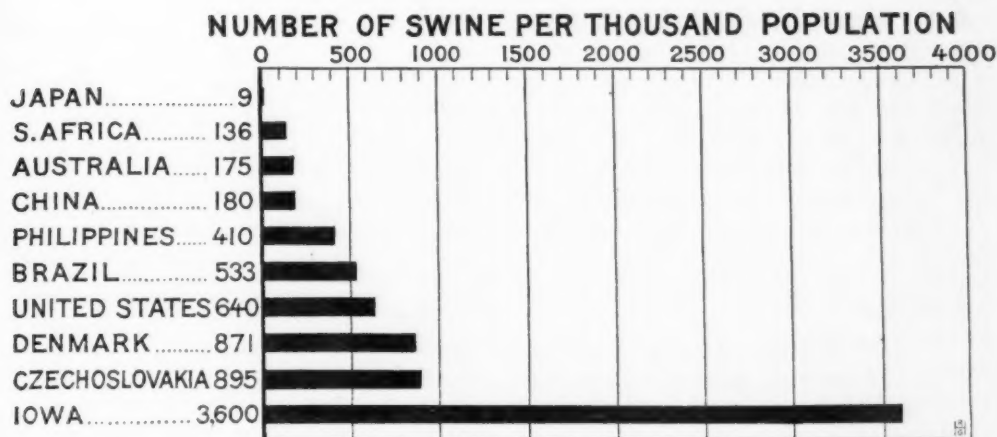 NUMBER OF SWINE PER THOUSAND POPULATION
0 500 1000 1500 2000 2500 3000 3500 4000
JAPAN.................... 9
S.AFRICA.......... 136
AUSTRALIA...... 175
CHINA................. 180
PHILIPPINES..... 410
BRAZIL.............. 533
UNITED STATES 640
DENMARK ......... 871
CZECHOSLOVAKIA 895
IOWA................ 3,600